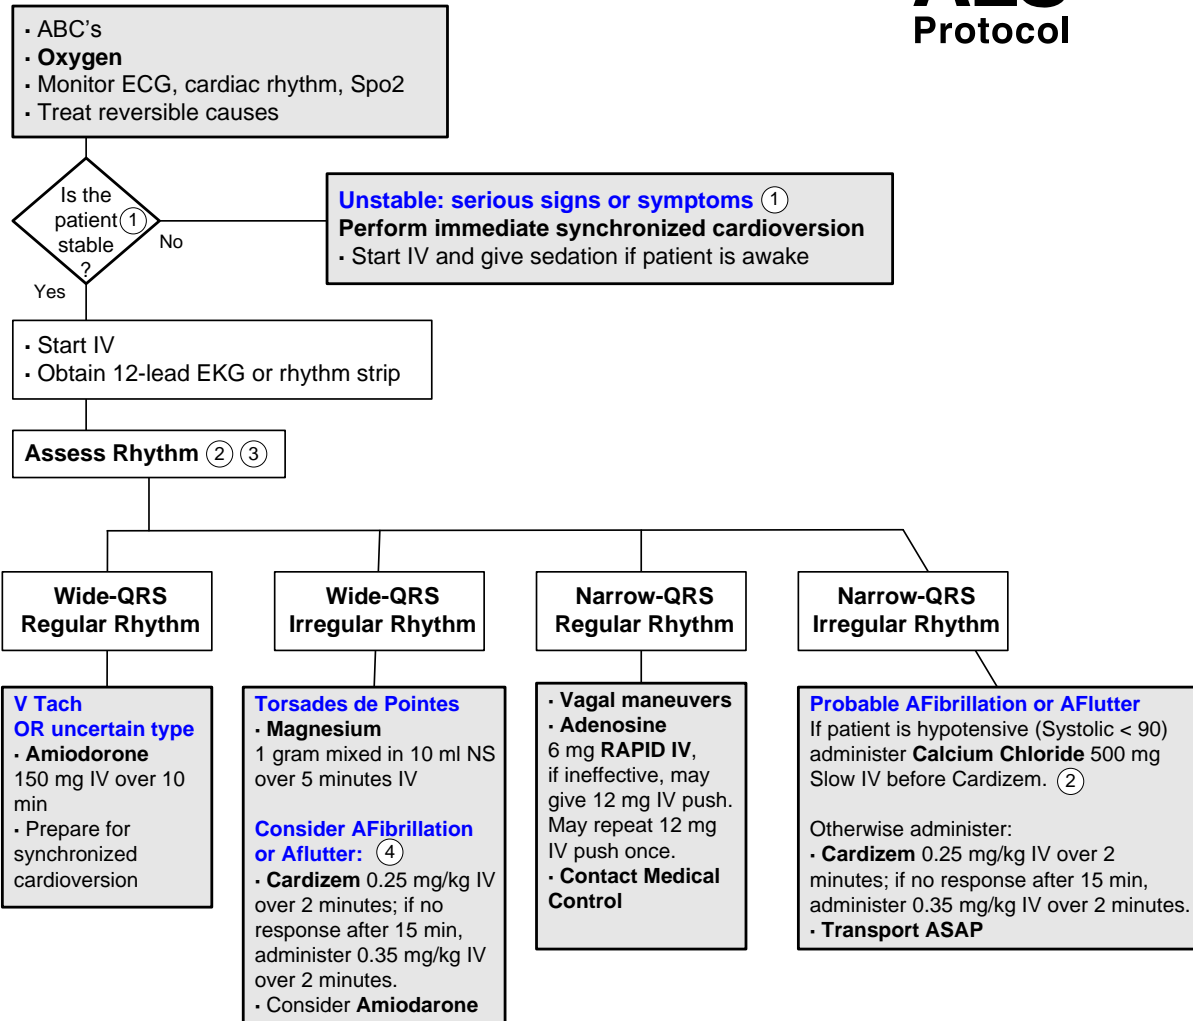 ALS
Protocol
· ABC's
· Oxygen
· Monitor ECG, cardiac rhythm, Spo2
· Treat reversible causes
Is the
patient 1
stable
?
No
Yes
Unstable: serious signs or symptoms 1
Perform immediate synchronized cardioversion
· Start IV and give sedation if patient is awake
· Start IV
· Obtain 12-lead EKG or rhythm strip
Assess Rhythm 2 3
Wide-QRS
Regular Rhythm
Wide-QRS
Irregular Rhythm
Narrow-QRS
Regular Rhythm
Narrow-QRS
Irregular Rhythm
V Tach
OR uncertain type
· Amiodorone
150 mg IV over 10
min
· Prepare for
synchronized
cardioversion
Torsades de Pointes
· Magnesium
1 gram mixed in 10 ml NS
over 5 minutes IV
Consider AFibrillation
or Aflutter: 4
· Cardizem 0.25 mg/kg IV
over 2 minutes; if no
response after 15 min,
administer 0.35 mg/kg IV
over 2 minutes.
· Consider Amiodarone
· Vagal maneuvers
· Adenosine
6 mg RAPID IV,
if ineffective, may
give 12 mg IV push.
May repeat 12 mg
IV push once.
· Contact Medical
Control
Probable AFibrillation or AFlutter
If patient is hypotensive (Systolic < 90)
administer Calcium Chloride 500 mg
Slow IV before Cardizem. 2
Otherwise administer:
· Cardizem 0.25 mg/kg IV over 2
minutes; if no response after 15 min,
administer 0.35 mg/kg IV over 2 minutes.
· Transport ASAP